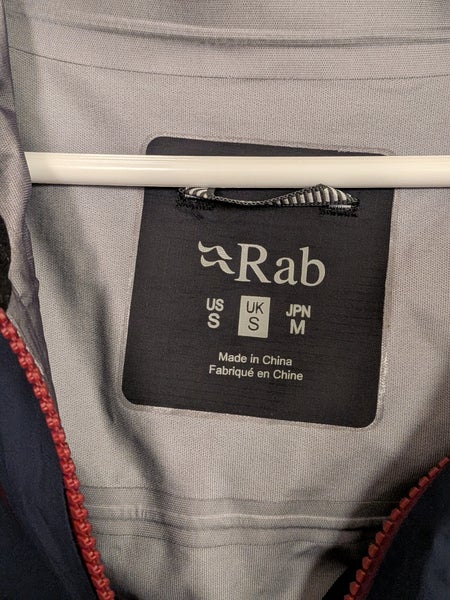 Rab
US UK JPN
S S M
Made in China
Fabriqué en Chine